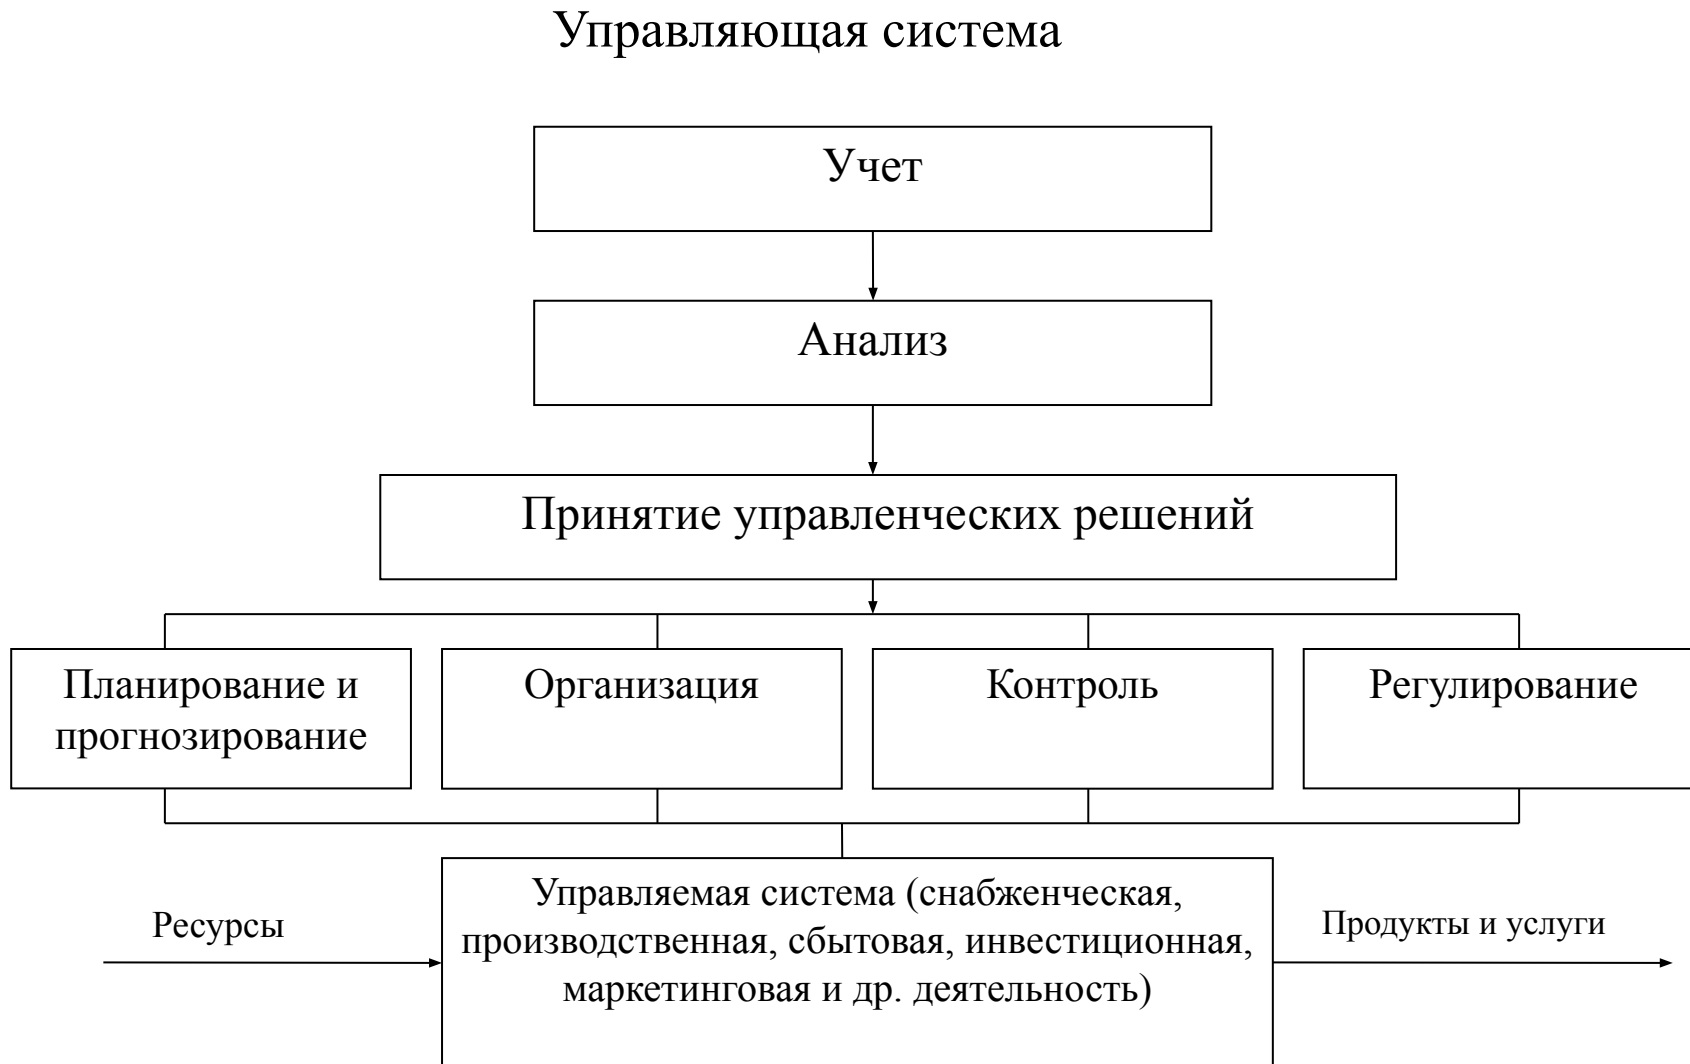 Управляющая система
Учет
Анализ
Принятие управленческих решений
Планирование и
прогнозирование
Организация
Контроль
Регулирование
Ресурсы
Управляемая система (снабженческая,
производственная, сбытовая, инвестиционная,
маркетинговая и др. деятельность)
Продукты и услуги